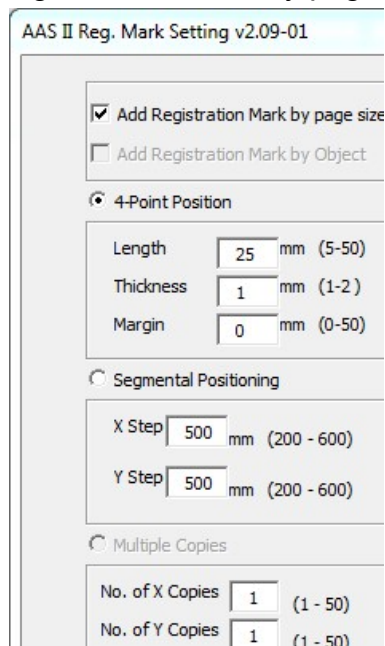 AAS II Reg. Mark Setting v2.09-01
Add Registration Mark by page size
Add Registration Mark by Object
4-Point Position
Length 25 mm (5-50)
Thickness 1 mm (1-2 )
Margin 0 mm (0-50)
Segmental Positioning
X Step 500 mm (200 - 600)
Y Step 500 mm (200 - 600)
Multiple Copies
No. of X Copies 1 (1 - 50)
No. of Y Copies 1 (1 - 50)